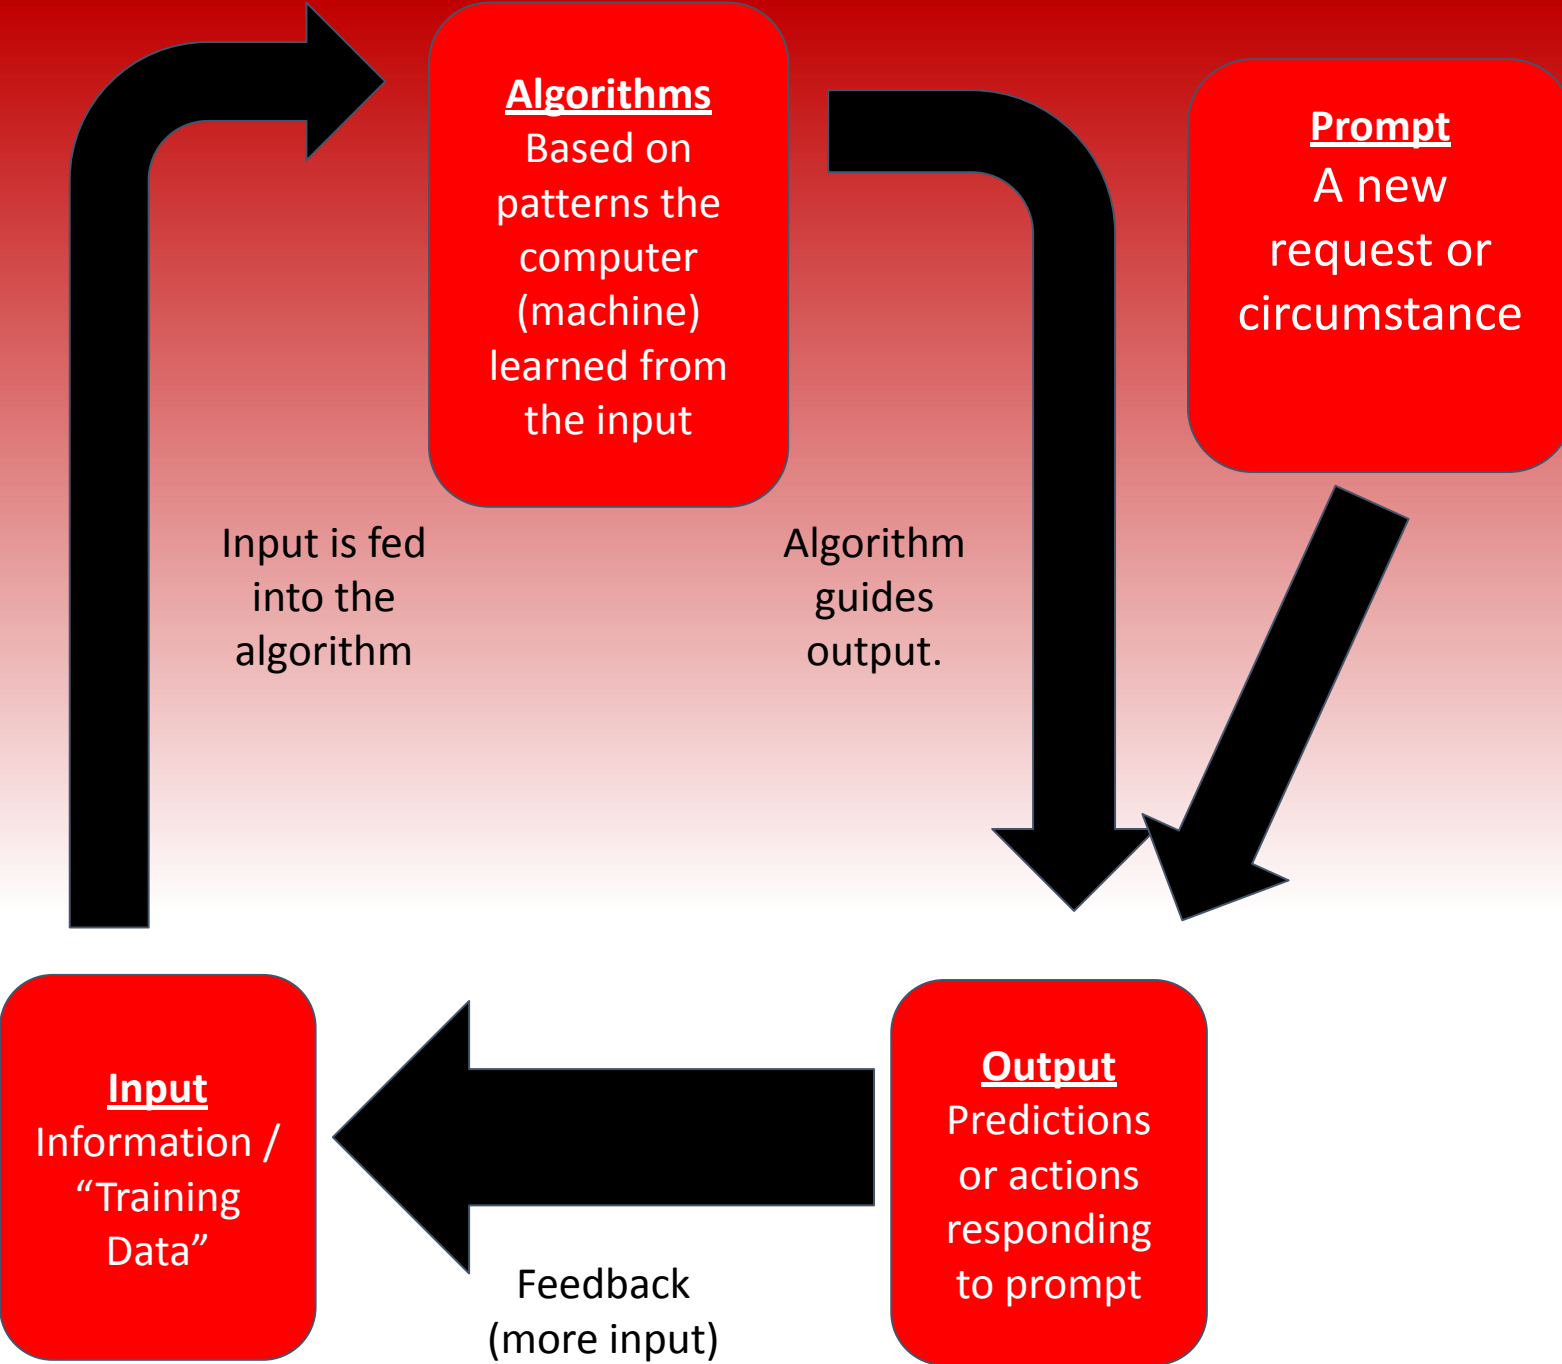 Algorithms
Based on
patterns the
computer
(machine)
learned from
the input
Prompt
A new
request or
circumstance
Input is fed
into the
algorithm
Algorithm
guides
output.
Input
Information /
“Training
Data”
Output
Predictions
or actions
responding
to prompt
Feedback
(more input)